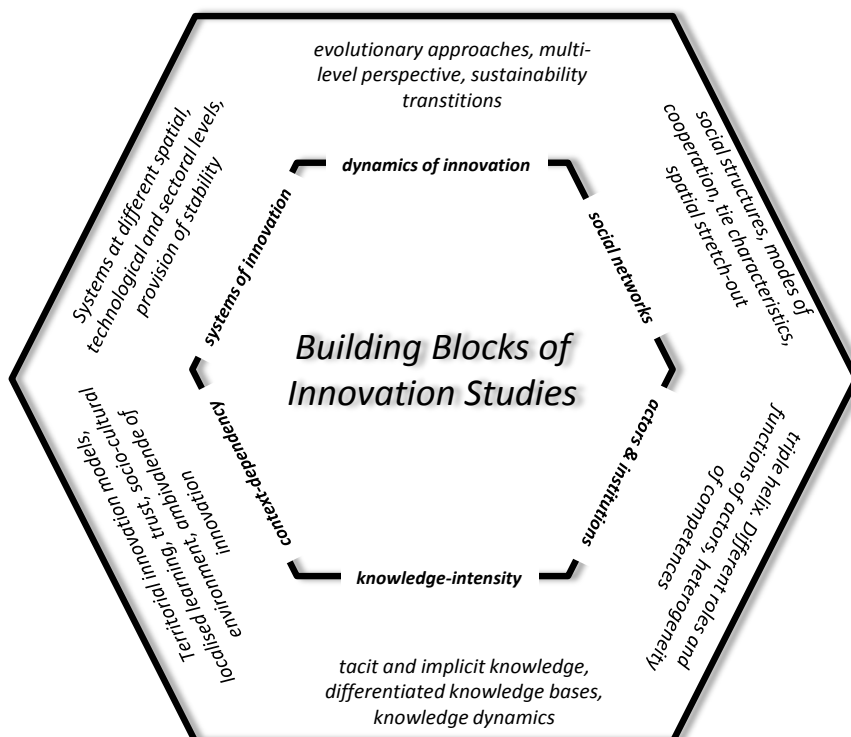 evolutionary approaches, multi-
level perspective, sustainability
transtitions
dynamics of innovation
social structures, modes of
cooperation, tie characteristics,
spatial stretch-out
social networks
Systems at different spatial,
technological and sectoral levels,
provision of stability
systems of innovation
Building Blocks of
Innovation Studies
actors & institutions
triple helix. Different roles and
functions of actors, heterogeneity
of competences
context-dependency
Territorial innovation models,
localised learning, trust, socio-cultural
environment, ambivalende of
innovation
knowledge-intensity
tacit and implicit knowledge,
differentiated knowledge bases,
knowledge dynamics